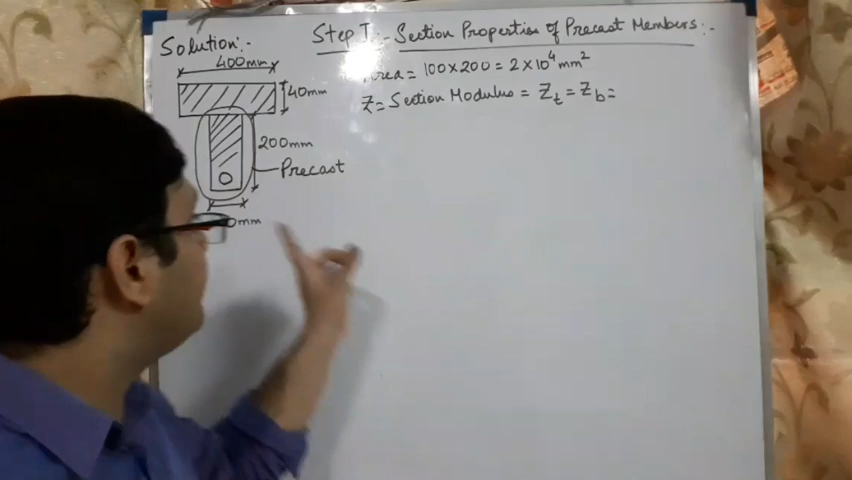 Solution:-
Step I:- Section Properties of Precast Members:-
400mm
40mm
200mm
Precast
0mm
Area = 100×200 = 2×10⁴ mm²
Z = Section Modulus = Zt = Zb =